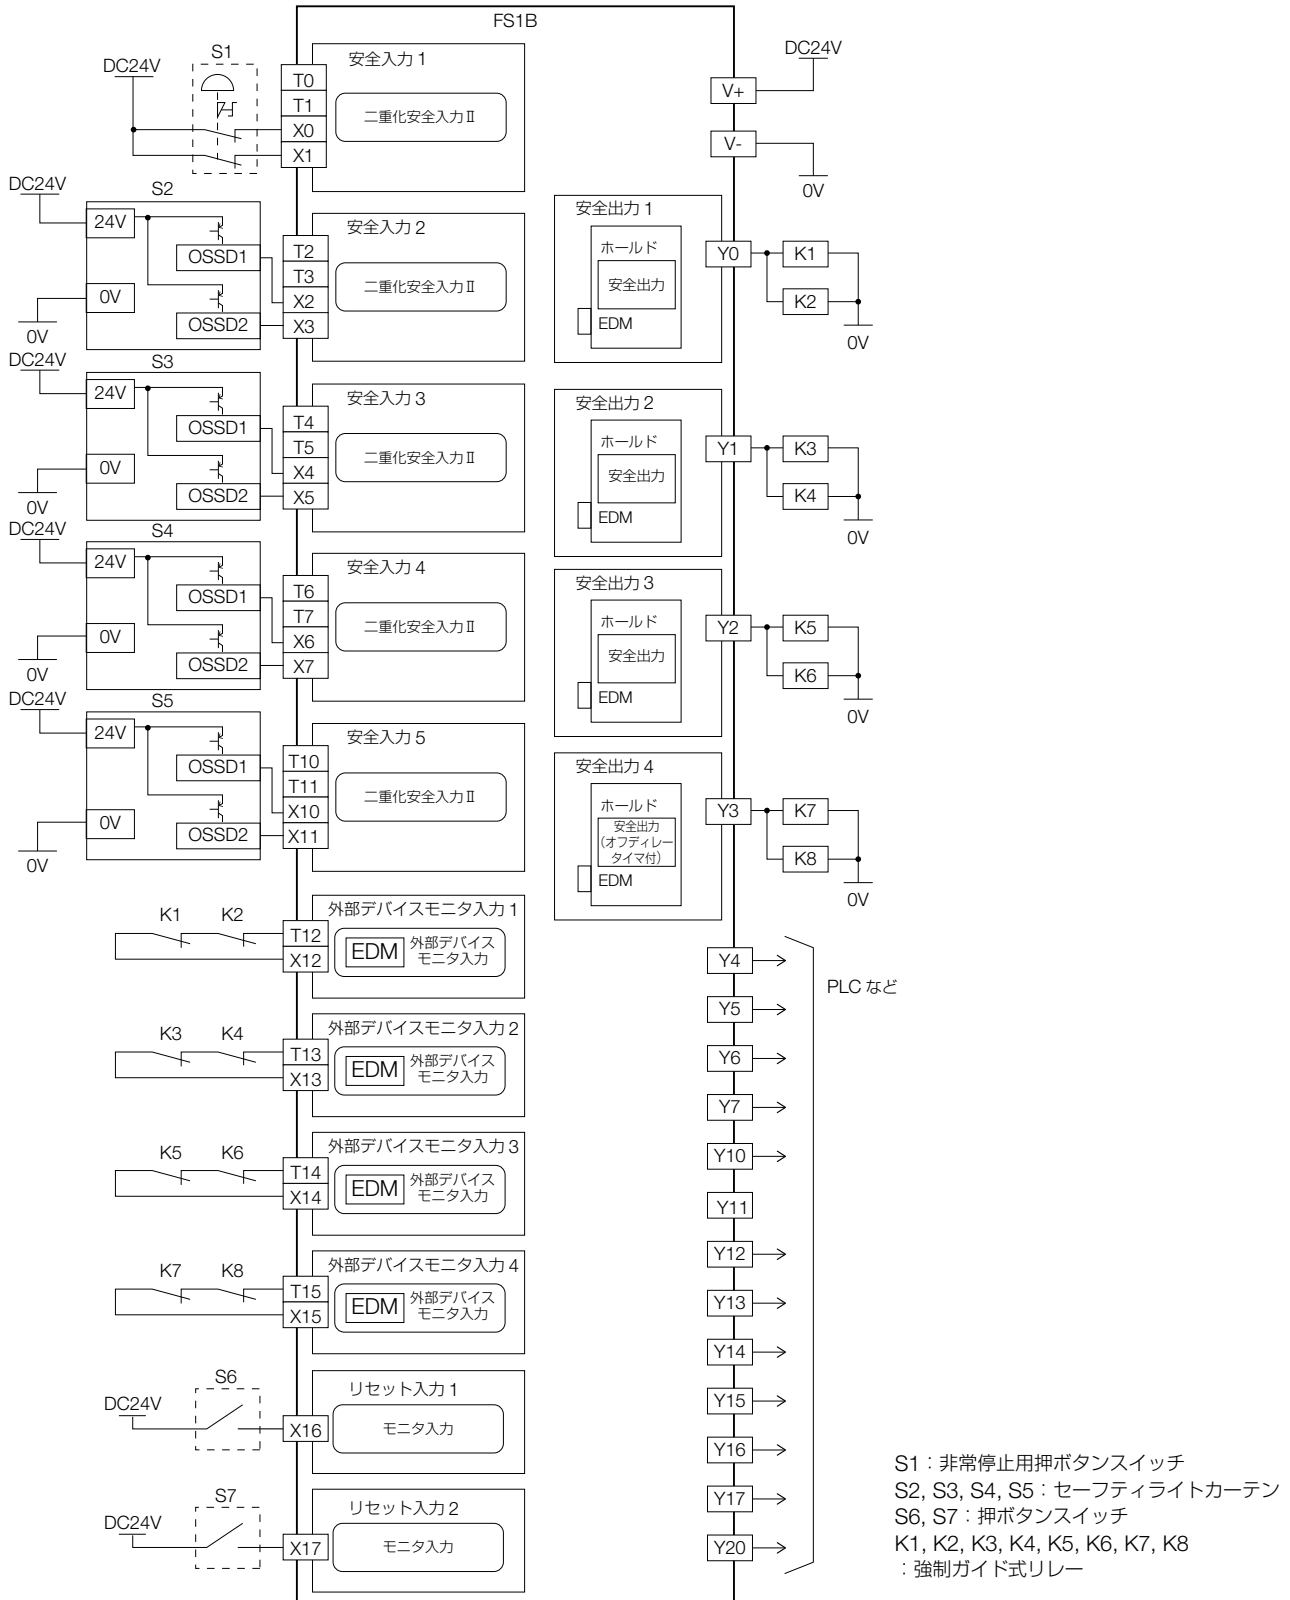 FS1B
S1
DC24V
安全入力1
T0
T1
X0
X1
二重化安全入力Ⅱ
DC24V
V+
V-
0V
DC24V
S2
24V
OSSD1
0V
OSSD2
0V
安全入力2
T2
T3
X2
X3
二重化安全入力Ⅱ
安全出力1
ホールド
安全出力
EDM
Y0
K1
K2
0V
DC24V
S3
24V
OSSD1
0V
OSSD2
0V
安全入力3
T4
T5
X4
X5
二重化安全入力Ⅱ
安全出力2
ホールド
安全出力
EDM
Y1
K3
K4
0V
DC24V
S4
24V
OSSD1
0V
OSSD2
0V
安全入力4
T6
T7
X6
X7
二重化安全入力Ⅱ
安全出力3
ホールド
安全出力
EDM
Y2
K5
K6
0V
DC24V
S5
24V
OSSD1
0V
OSSD2
0V
安全入力5
T10
T11
X10
X11
二重化安全入力Ⅱ
安全出力4
ホールド
安全出力
(オフディレー
タイマ付)
EDM
Y3
K7
K8
0V
K1 K2
T12
X12
外部デバイスモニタ入力1
EDM
外部デバイス
モニタ入力
K3 K4
T13
X13
外部デバイスモニタ入力2
EDM
外部デバイス
モニタ入力
K5 K6
T14
X14
外部デバイスモニタ入力3
EDM
外部デバイス
モニタ入力
K7 K8
T15
X15
外部デバイスモニタ入力4
EDM
外部デバイス
モニタ入力
S6
DC24V
X16
リセット入力1
モニタ入力
S7
DC24V
X17
リセット入力2
モニタ入力
Y4
Y5
Y6
Y7
Y10
Y11
Y12
Y13
Y14
Y15
Y16
Y17
Y20
PLCなど
S1：非常停止用押ボタンスイッチ
S2, S3, S4, S5：セーフティライトカーテン
S6, S7：押ボタンスイッチ
K1, K2, K3, K4, K5, K6, K7, K8
：強制ガイド式リレー